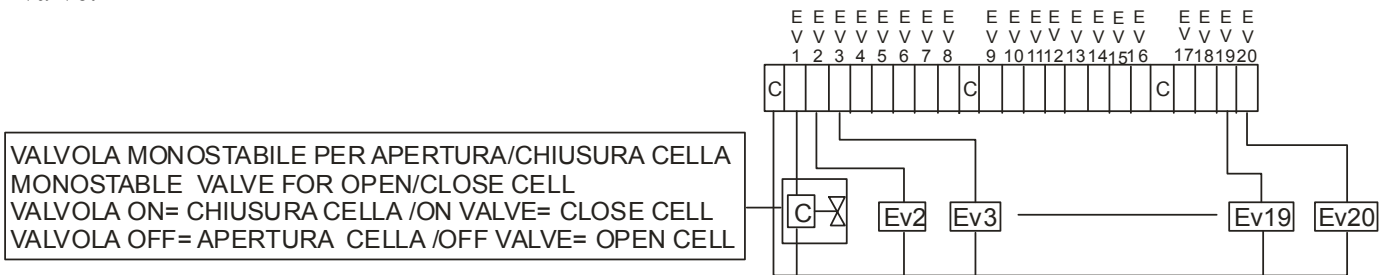 E E E E E E E E E E E E E E E E E E E E
V V V V V V V V V V V V V V V V V V V V
1 2 3 4 5 6 7 8 9 10 11 12 13 14 15 16 17 18 19 20
C C C
VALVOLA MONOSTABILE PER APERTURA/CHIUSURA CELLA
MONOSTABLE VALVE FOR OPEN/CLOSE CELL
VALVOLA ON= CHIUSURA CELLA /ON VALVE= CLOSE CELL
VALVOLA OFF= APERTURA CELLA /OFF VALVE= OPEN CELL
C Ev2 Ev3 Ev19 Ev20